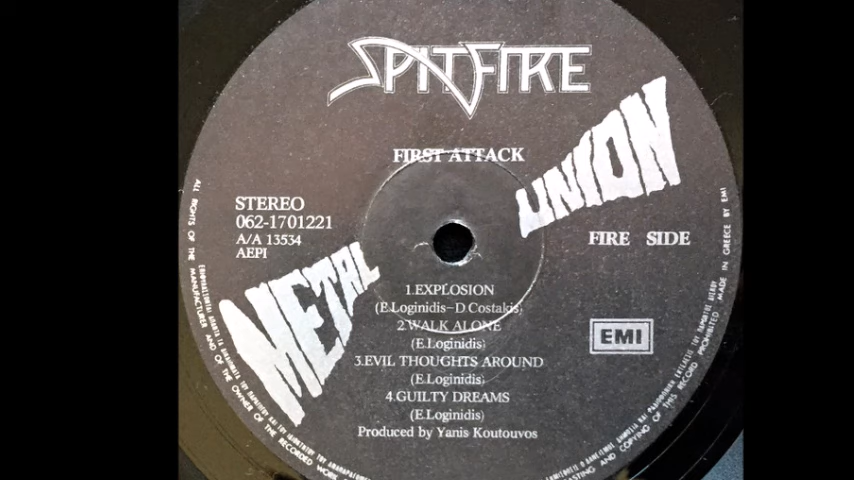 SPITFIRE
FIRST ATTACK
METAL UNION
STEREO
062-1701221
A/A 13534
AEPI
FIRE SIDE
EMI
1.EXPLOSION
(E.Loginidis-D Costakis)
2.WALK ALONE
(E.Loginidis)
3.EVIL THOUGHTS AROUND
(E.Loginidis)
4.GUILTY DREAMS
(E.Loginidis)
Produced by Yanis Koutouvos
ALL RIGHTS OF THE MANUFACTURER AND OF THE OWNER OF THE RECORDED WORK
COPYING OF THIS RECORD PROHIBITED MADE IN GREECE BY EMI